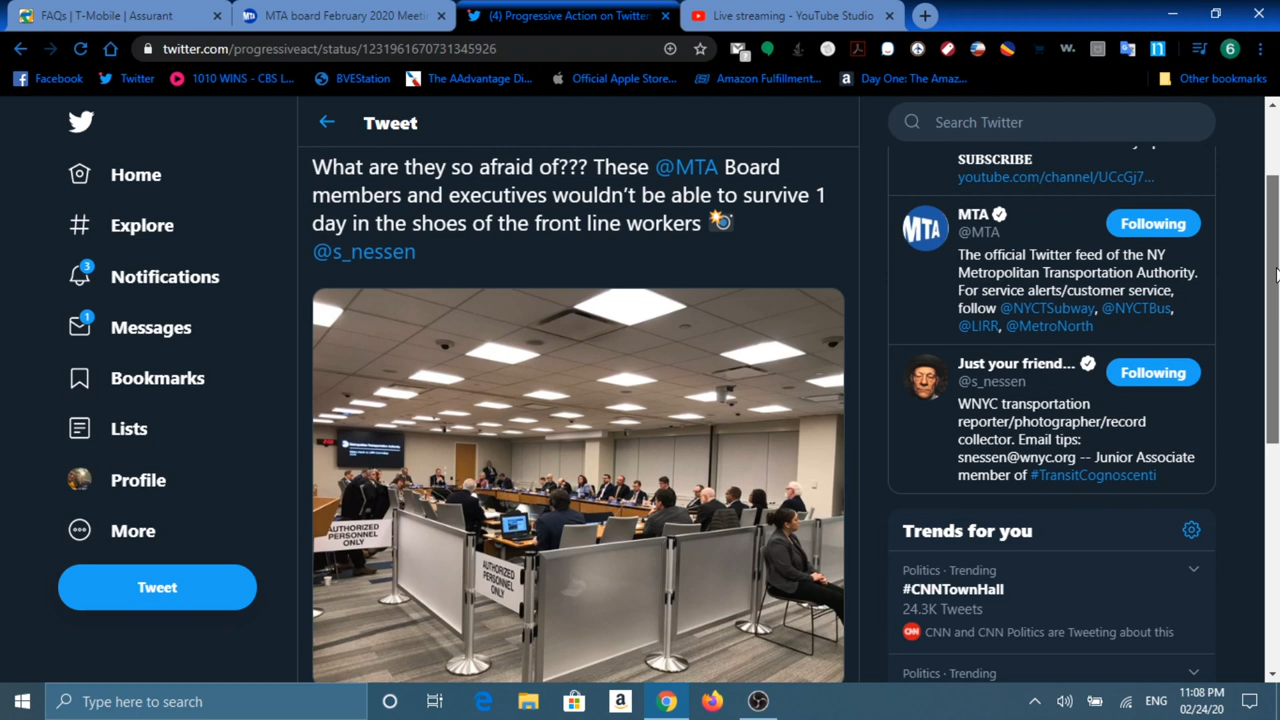 FAQs | T-Mobile | Assurant
MTA board February 2020 Meeti
(4) Progressive Action on Twitter
Live streaming - YouTube Studio
twitter.com/progressiveact/status/1231961670731345926
Facebook
Twitter
1010 WINS - CBS L...
BVEStation
The AAdvantage Di...
Official Apple Store...
Amazon Fulfillment...
Day One: The Amaz...
Other bookmarks
Home
Explore
3
Notifications
1
Messages
Bookmarks
Lists
Profile
More
Tweet
Tweet
What are they so afraid of??? These @MTA Board
members and executives wouldn’t be able to survive 1
day in the shoes of the front line workers
@s_nessen
AUTHORIZED
PERSONNEL
ONLY
AUTHORIZED
PERSONNEL
ONLY
Search Twitter
SUBSCRIBE
youtube.com/channel/UCcGj7...
MTA
@MTA
Following
MTA
The official Twitter feed of the NY
Metropolitan Transportation Authority.
For service alerts/customer service,
follow @NYCTSubway, @NYCTBus,
@LIRR, @MetroNorth
Just your friend...
@s_nessen
Following
WNYC transportation
reporter/photographer/record
collector. Email tips:
snessen@wnyc.org -- Junior Associate
member of #TransitCognoscenti
Trends for you
Politics · Trending
#CNNTownHall
24.3K Tweets
CNN
CNN and CNN Politics are Tweeting about this
Politics · Trending
Type here to search
ENG
11:08 PM
02/24/20